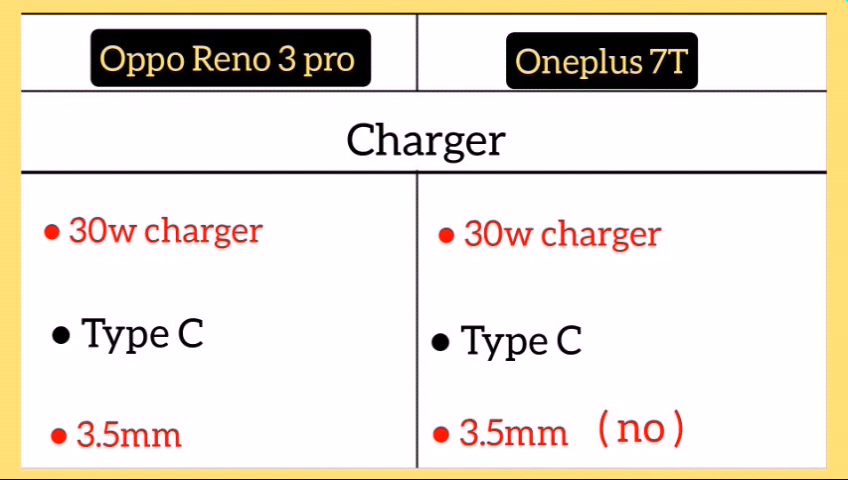 Oppo Reno 3 pro
Oneplus 7T
Charger
• 30w charger
• 30w charger
• Type C
• Type C
• 3.5mm
• 3.5mm (no)